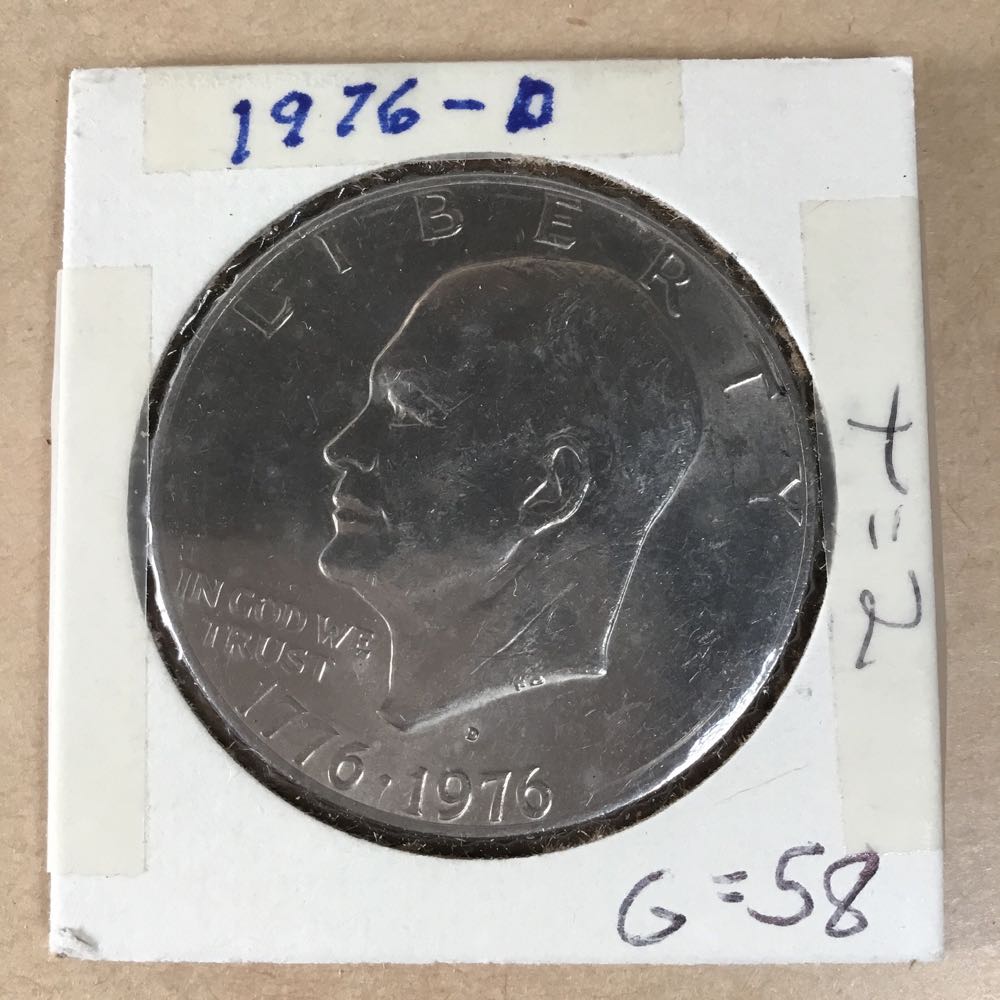 1976-D
LIBERTY
IN GOD WE
TRUST
D
1776·1976
t=2
G=58